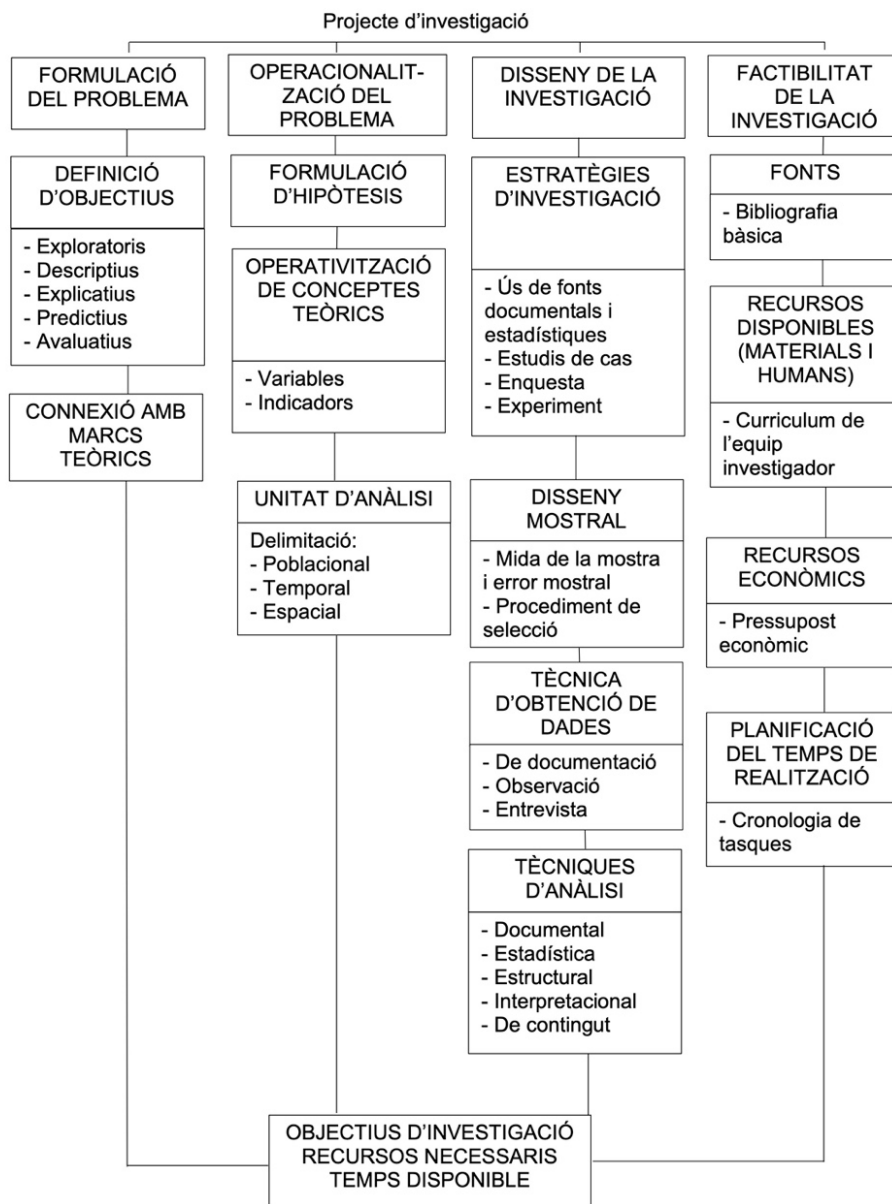 Projecte d’investigació
FORMULACIÓ
DEL PROBLEMA
DEFINICIÓ
D’OBJECTIUS
- Exploratoris
- Descriptius
- Explicatius
- Predictius
- Avaluatius
CONNEXIÓ AMB
MARCS
TEÒRICS
OPERACIONALIT-
ZACIÓ DEL
PROBLEMA
FORMULACIÓ
D’HIPÒTESIS
OPERATIVITZACIÓ
DE CONCEPTES
TEÒRICS
- Variables
- Indicadors
UNITAT D’ANÀLISI
Delimitació:
- Poblacional
- Temporal
- Espacial
DISSENY DE LA
INVESTIGACIÓ
ESTRATÈGIES
D’INVESTIGACIÓ
- Ús de fonts
documentals i
estadístiques
- Estudis de cas
- Enquesta
- Experiment
DISSENY
MOSTRAL
- Mida de la mostra
i error mostral
- Procediment de
selecció
TÈCNICA
D’OBTENCIÓ DE
DADES
- De documentació
- Observació
- Entrevista
TÈCNIQUES
D’ANÀLISI
- Documental
- Estadística
- Estructural
- Interpretacional
- De contingut
FACTIBILITAT
DE LA
INVESTIGACIÓ
FONTS
- Bibliografia
bàsica
RECURSOS
DISPONIBLES
(MATERIALS I
HUMANS)
- Curriculum de
l’equip
investigador
RECURSOS
ECONÒMICS
- Pressupost
econòmic
PLANIFICACIÓ
DEL TEMPS DE
REALITZACIÓ
- Cronologia de
tasques
OBJECTIUS D’INVESTIGACIÓ
RECURSOS NECESSARIS
TEMPS DISPONIBLE